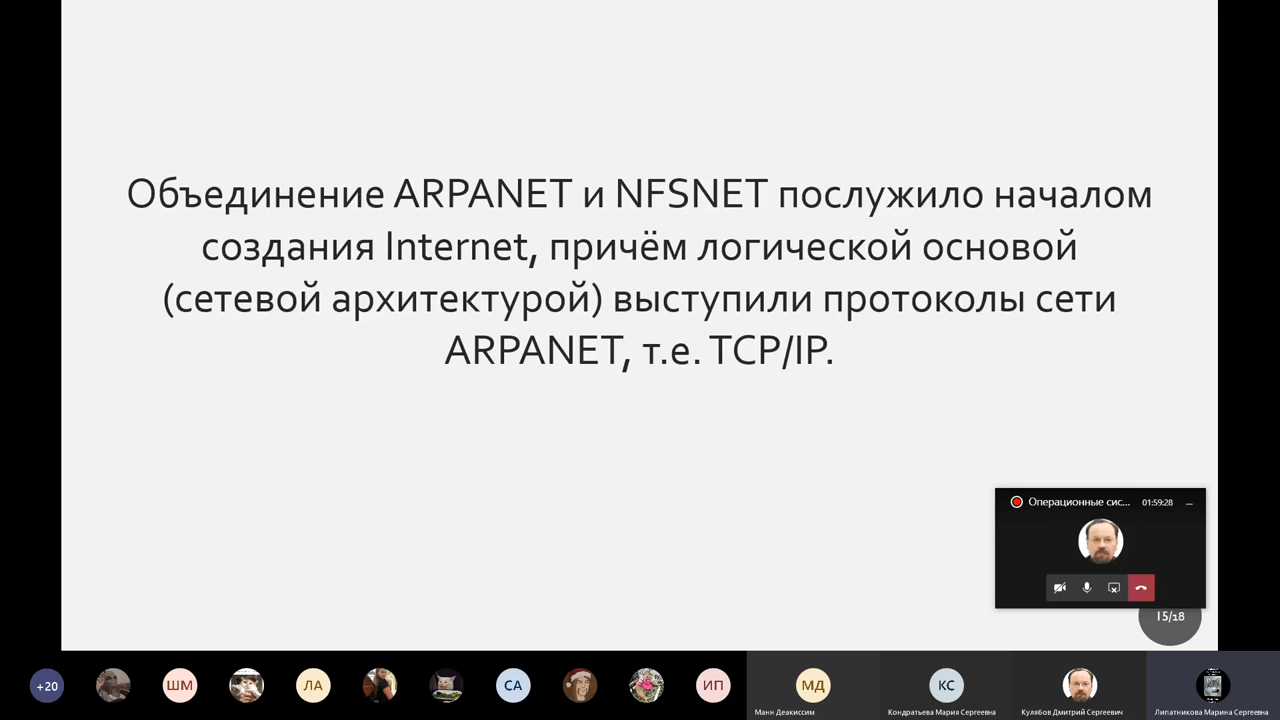 Объединение ARPANET и NFSNET послужило началом
создания Internet, причём логической основой
(сетевой архитектурой) выступили протоколы сети
ARPANET, т.е. TCP/IP.
Операционные сис... 01:59:28
15/18
+20
ШМ
ЛА
СА
ИП
МД
КС
Манн Деакиссим
Кондратьева Мария Сергеевна
Кулябов Дмитрий Сергеевич
Липатникова Марина Сергеевна